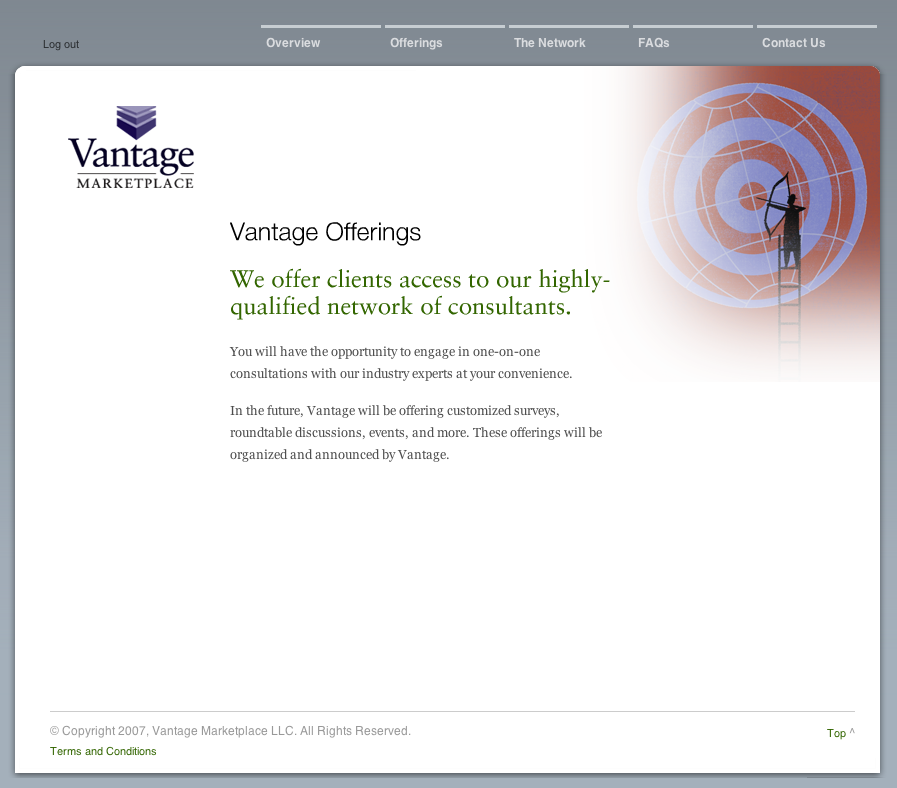 Log out
Overview
Offerings
The Network
FAQs
Contact Us
Vantage
MARKETPLACE
Vantage Offerings
We offer clients access to our highly-
qualified network of consultants.
You will have the opportunity to engage in one-on-one
consultations with our industry experts at your convenience.
In the future, Vantage will be offering customized surveys,
roundtable discussions, events, and more. These offerings will be
organized and announced by Vantage.
© Copyright 2007, Vantage Marketplace LLC. All Rights Reserved.
Top ^
Terms and Conditions